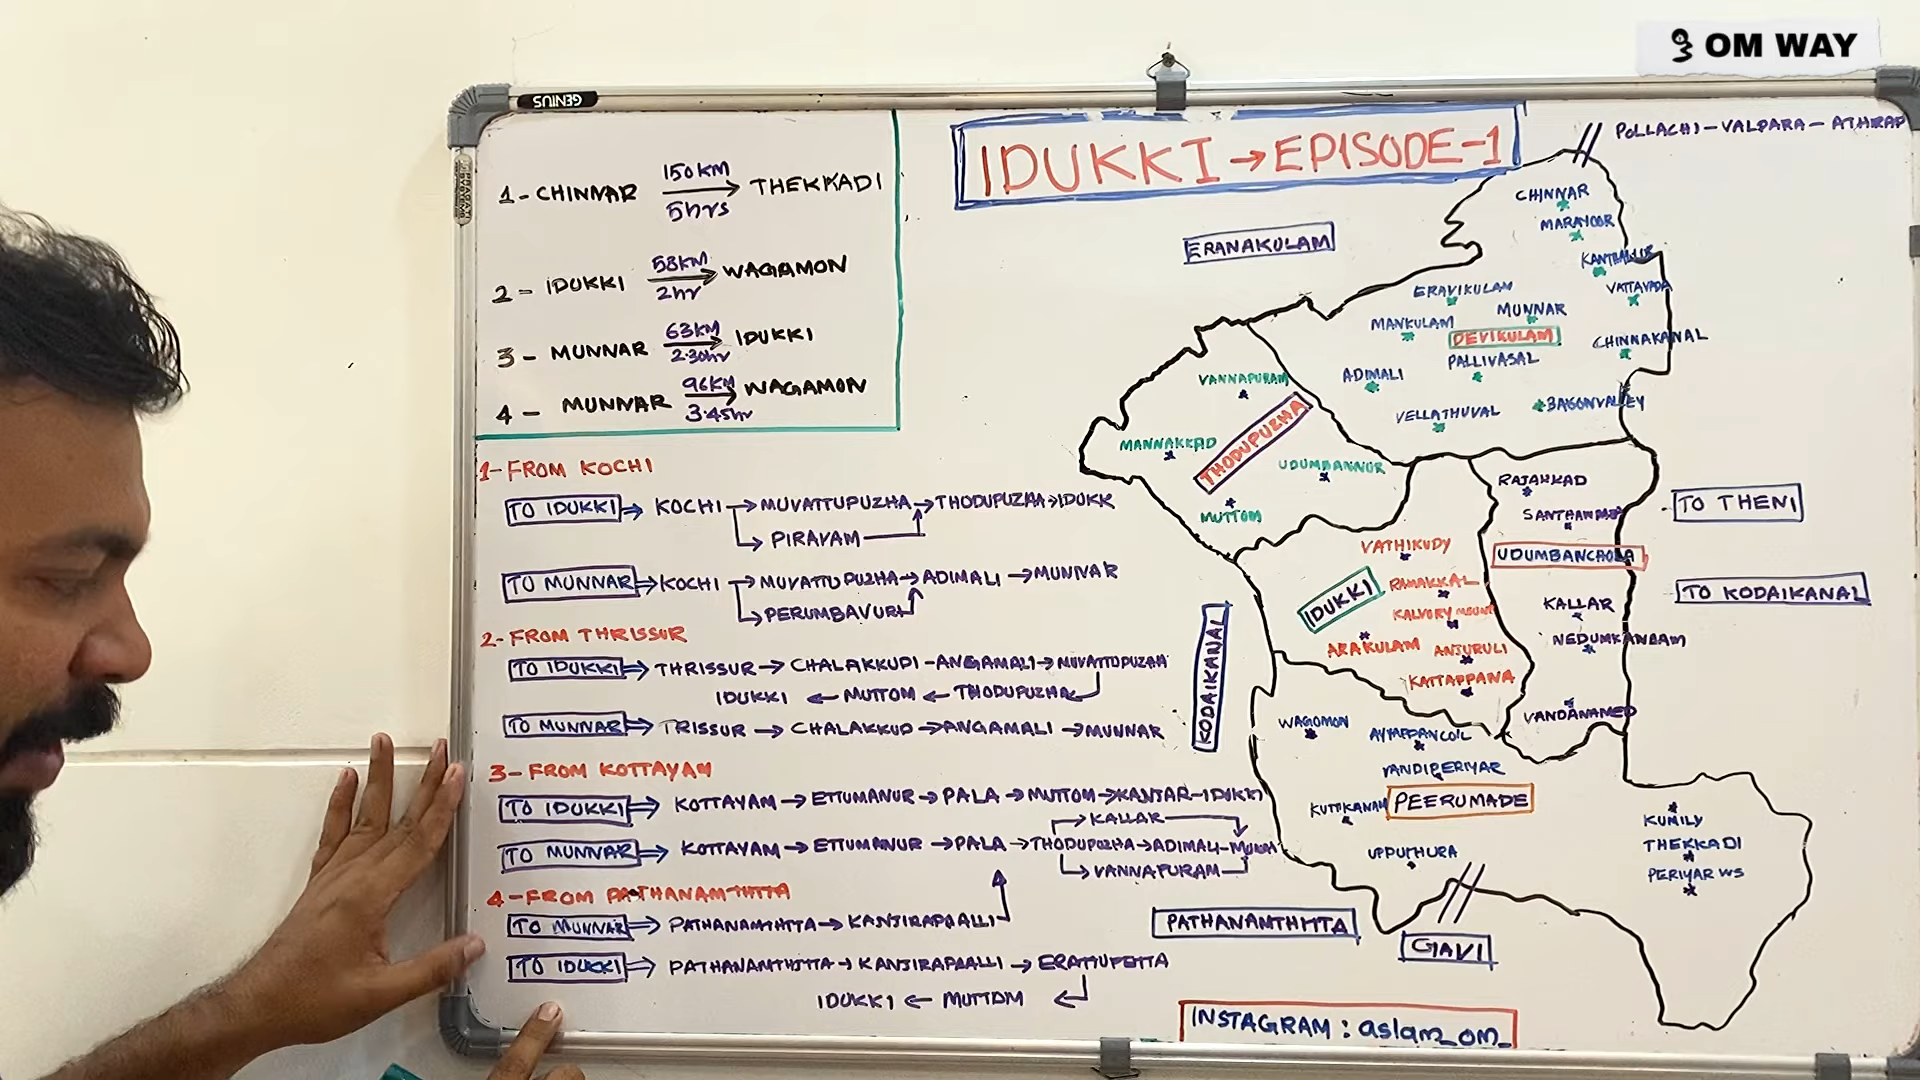 OM WAY
GENIUS
IDUKKI → EPISODE-1
POLLACHI - VALPARA - ATHIRAP
1 - CHINNAR 150KM 5hrs → THEKKADI
2 - IDUKKI 58KM 2hr → WAGAMON
3 - MUNNAR 63KM 2.30hr → IDUKKI
4 - MUNNAR 96KM 3.45hr → WAGAMON
1- FROM KOCHI
TO IDUKKI ⇒ KOCHI → MUVATTUPUZHA → THODUPUZHA → IDUKK
PIRAVAM
TO MUNNAR ⇒ KOCHI → MUVATTUPUZHA → ADIMALI → MUNNAR
PERUMBAVUR
2- FROM THRISSUR
TO IDUKKI ⇒ THRISSUR → CHALAKKUDI - ANGAMALI → MUVATTUPUZHA
IDUKKI ← MUTTOM ← THODUPUZHA
TO MUNNAR ⇒ TRISSUR → CHALAKKUD → ANGAMALI → MUNNAR
3- FROM KOTTAYAM
TO IDUKKI ⇒ KOTTAYAM → ETTUMANUR → PALA → MUTTOM → KANJAR - IDUKKI
KALLAR
TO MUNNAR ⇒ KOTTAYAM → ETTUMANUR → PALA → THODUPUZHA → ADIMALI -
VANNAPURAM
4- FROM PATHANAMTHITTA
TO MUNNAR ⇒ PATHANAMTHITTA → KANJIRAPAALLI
TO IDUKKI ⇒ PATHANAMTHITTA → KANJIRAPAALLI → ERATTUPETTA
IDUKKI ← MUTTOM ←
ERANAKULAM
CHINNAR
MARAYOOR
VATTAVADA
ERAVIKULAM
MUNNAR
MANKULAM
DEVIKULAM
CHINNAKANAL
PALLIVASAL
ADIMALI
VELLATHUVAL
BAGONVALLEY
VANNAPURAM
THODUPUZHA
MANNAKKAD
UDUMBANNUR
MUTTOM
RAJAKKAD
UDUMBANCHOLA
KALLAR
NEDUMKANDAM
VANDANAMED
TO THENI
TO KODAIKANAL
VATHIKUDY
IDUKKI
RAMAKKAL
KALVORY MOUNT
ARAKULAM
ANJURULI
KATTAPPANA
KODAIKANAL
WAGOMON
AYYAPPANCOIL
VANDIPERIYAR
KUTTIKANAM
PEERUMADE
UPPUTHURA
KUMILY
THEKKADI
PERIYAR WS
PATHANANTHITTA
GAVI
INSTAGRAM : aslam_om_